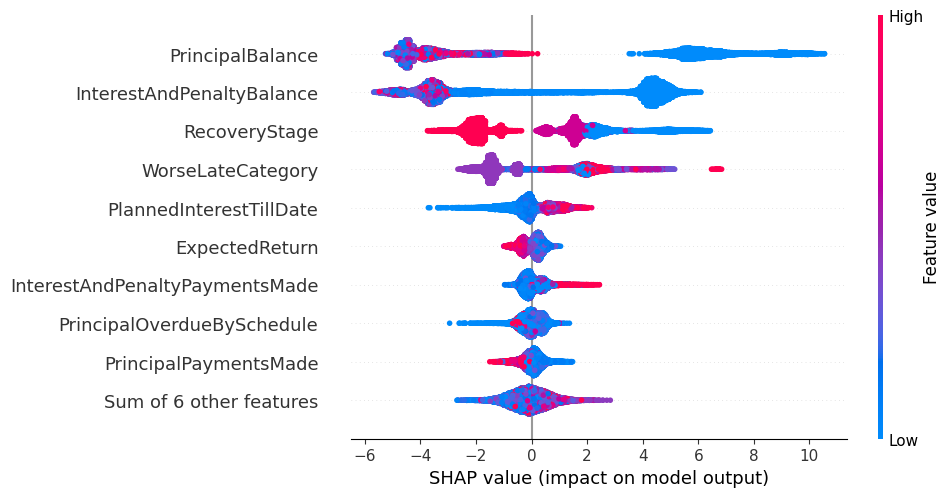 High
PrincipalBalance
InterestAndPenaltyBalance
RecoveryStage
WorseLateCategory
PlannedInterestTillDate
ExpectedReturn
InterestAndPenaltyPaymentsMade
PrincipalOverdueBySchedule
PrincipalPaymentsMade
Sum of 6 other features
Feature value
Low
−6 −4 −2 0 2 4 6 8 10
SHAP value (impact on model output)